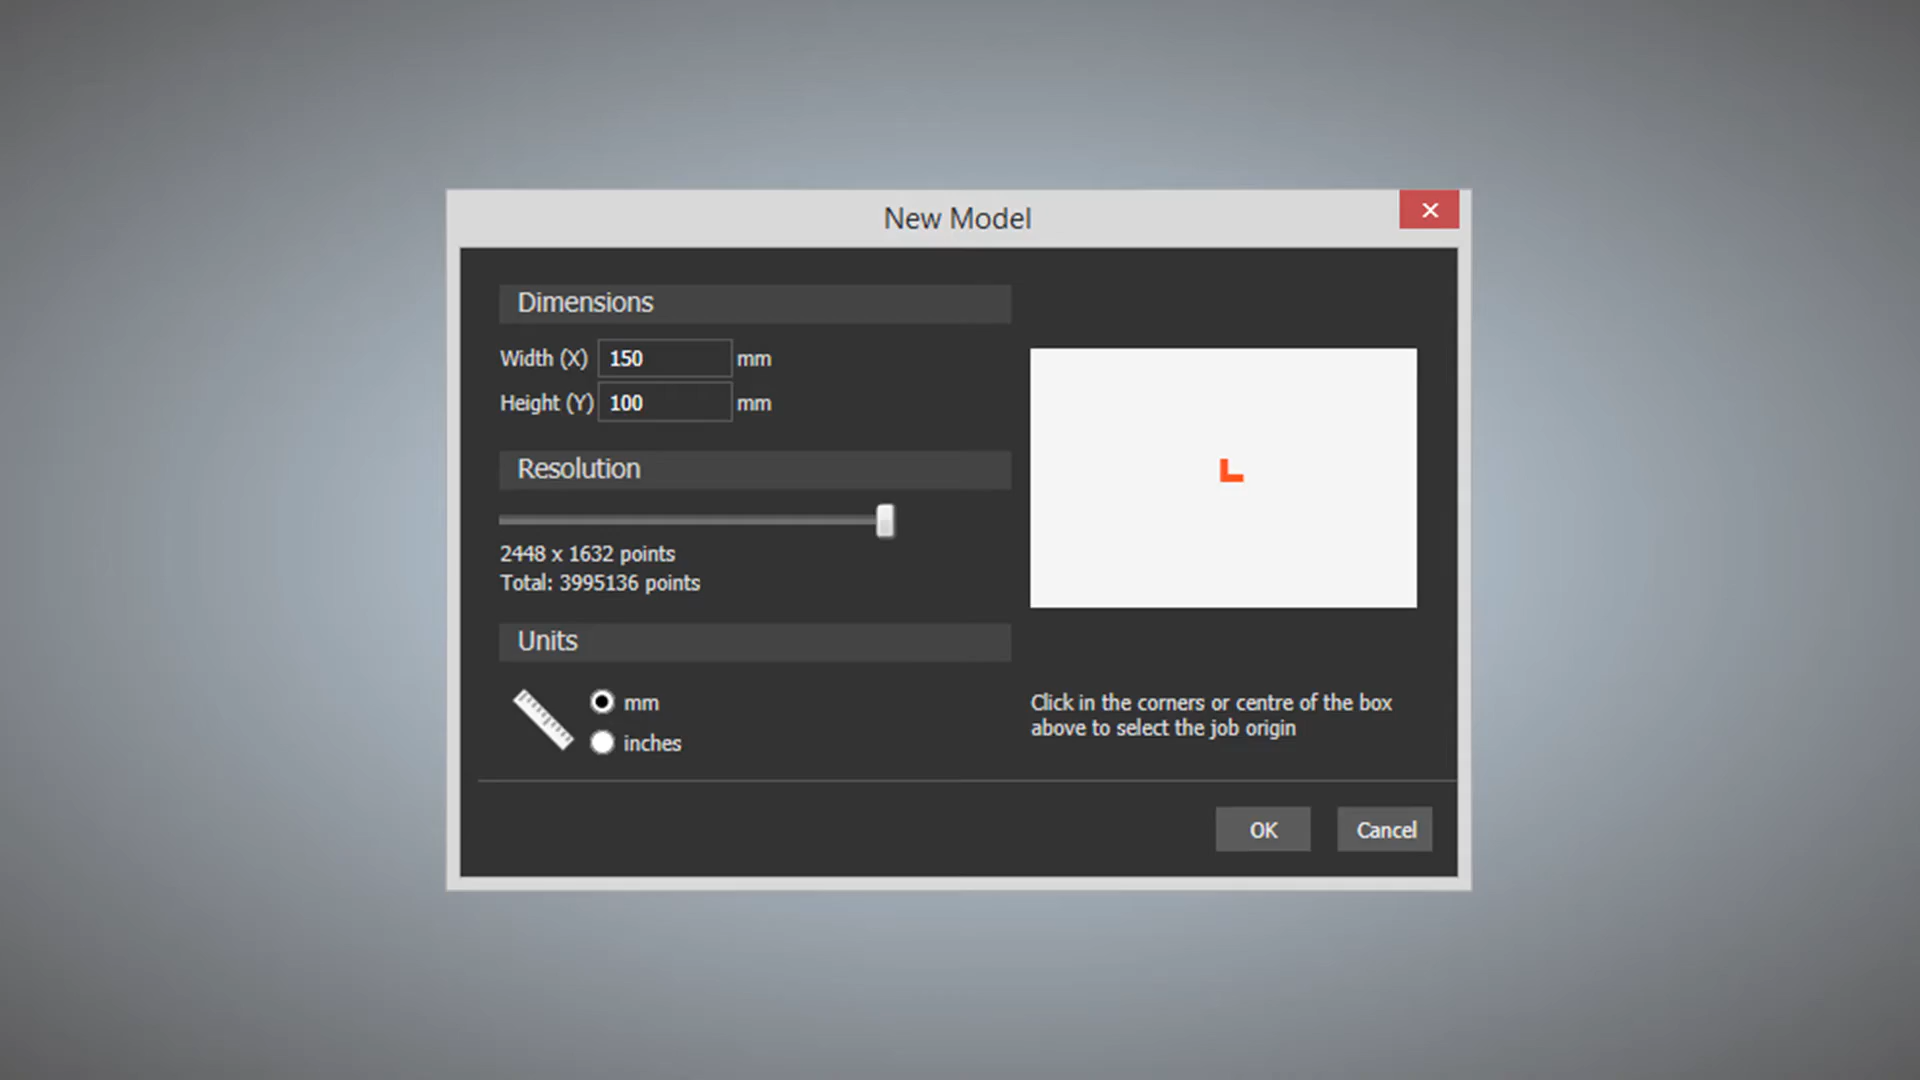 New Model
Dimensions
Width (X) 150 mm
Height (Y) 100 mm
Resolution
2448 x 1632 points
Total: 3995136 points
Units
mm
inches
Click in the corners or centre of the box
above to select the job origin
OK Cancel